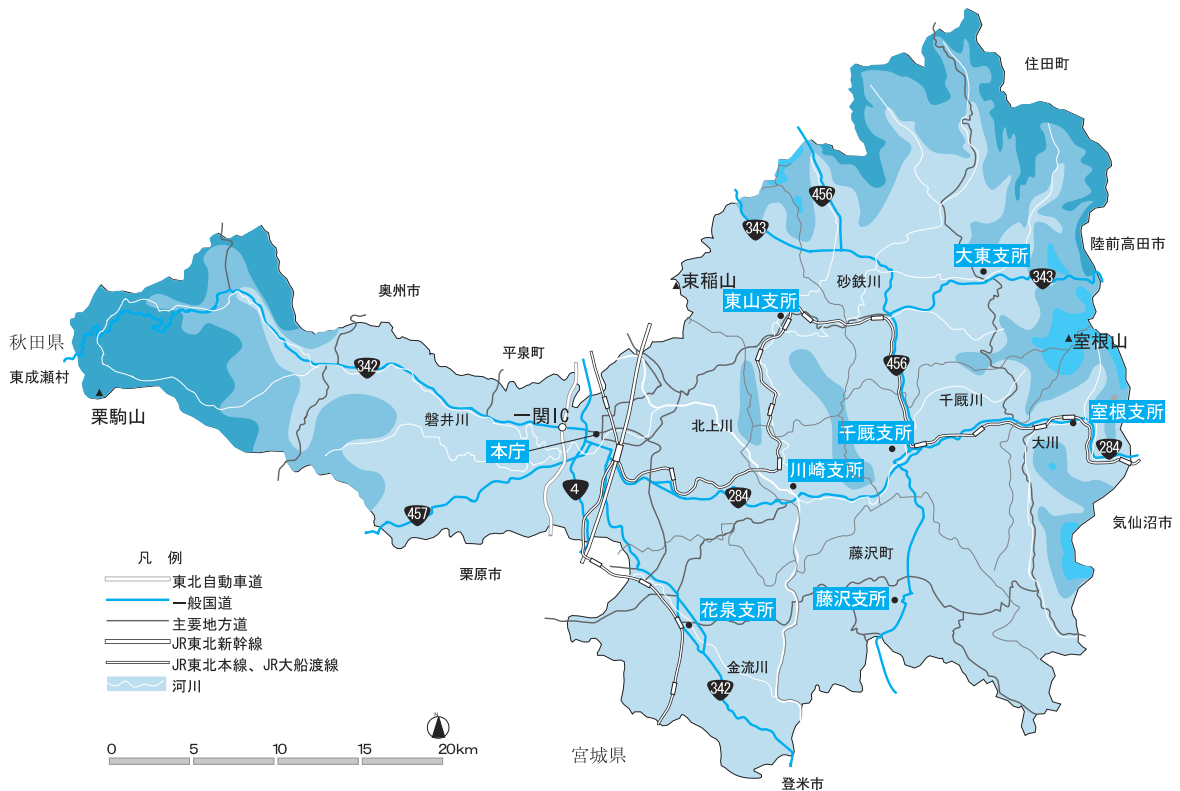 住田町
456
343
陸前高田市
大東支所
343
束稲山
砂鉄川
東山支所
奥州市
秋田県
室根山
平泉町
342
456
東成瀬村
栗駒山
千厩川
一関IC
磐井川
北上川
室根支所
千厩支所
本庁
大川
284
川崎支所
4
284
457
気仙沼市
藤沢町
凡 例
栗原市
東北自動車道
一般国道
藤沢支所
花泉支所
主要地方道
JR東北新幹線
JR東北本線、JR大船渡線
金流川
河川
342
N
0 5 10 15 20km
宮城県
登米市